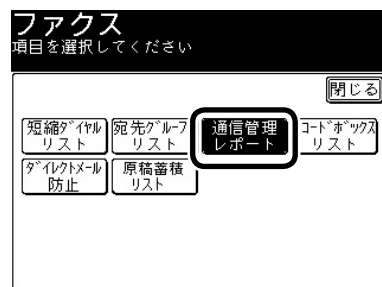 ファクス
項目を選択してください
閉じる
短縮ﾀﾞｲﾔﾙ
リスト
宛先ｸﾞﾙｰﾌﾟ
リスト
通信管理
レポート
ｺｰﾄﾞﾎﾞｯｸｽ
リスト
ﾀﾞｲﾚｸﾄﾒｰﾙ
防止
原稿蓄積
リスト